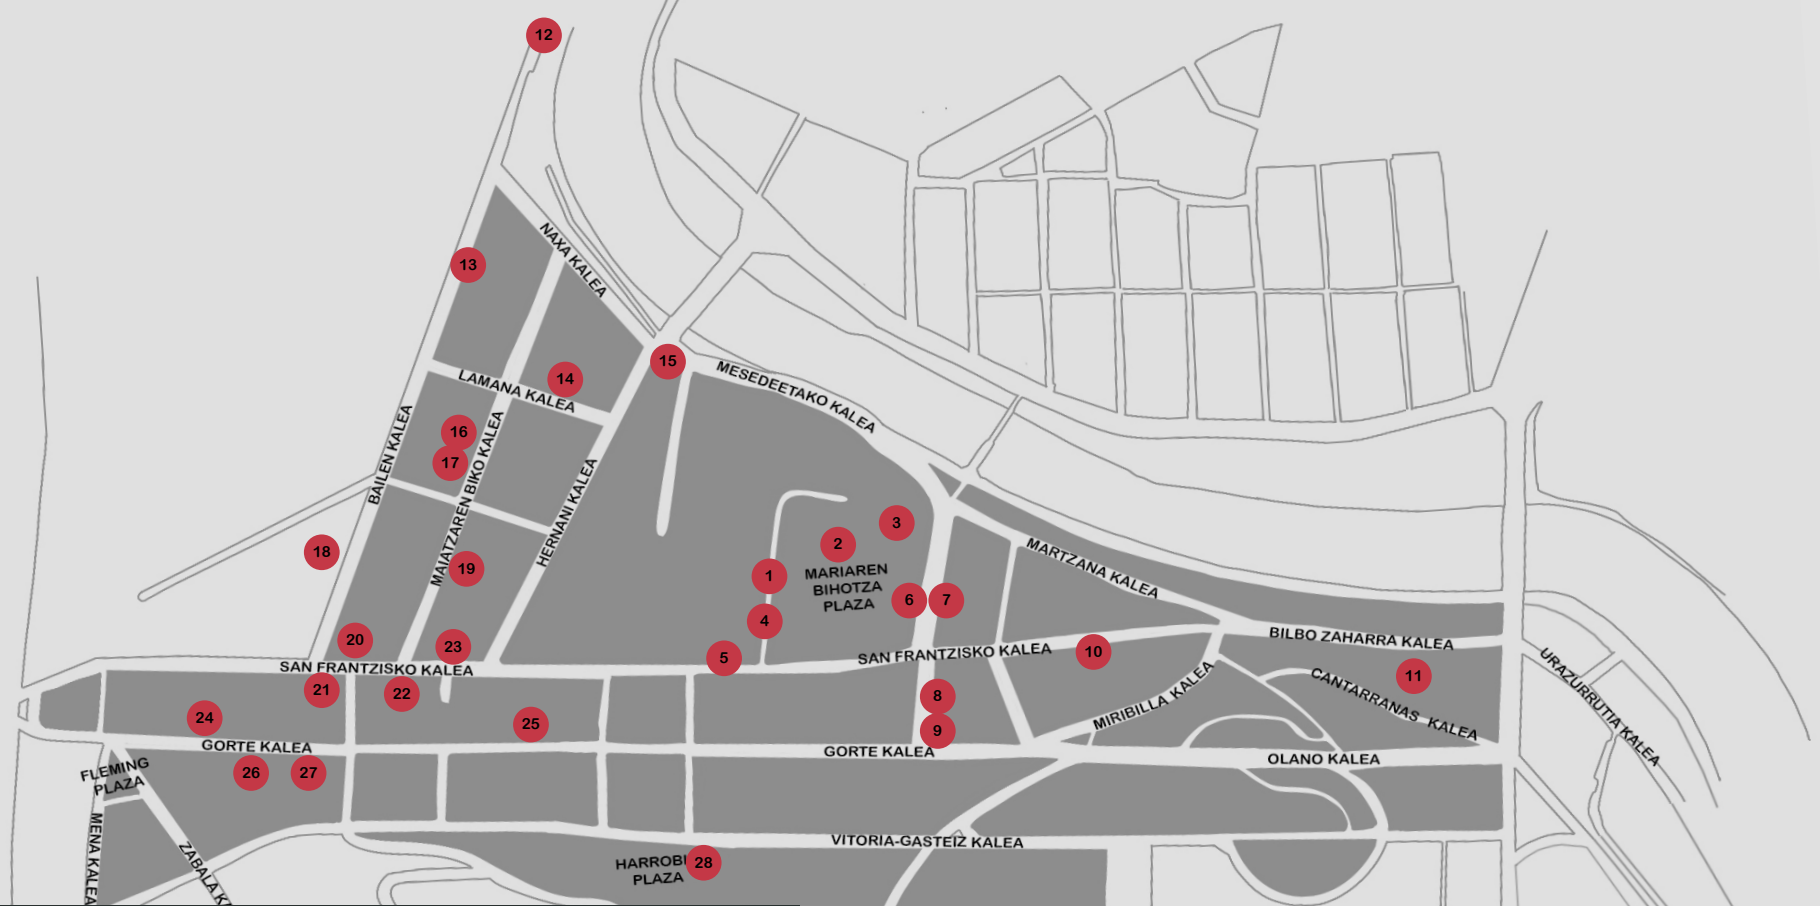 12
NAXA KALEA
13
15
LAMANA KALEA
14
MESEDEETAKO KALEA
BAILEN KALEA
16
17
MAIATZAREN BIKO KALEA
HERNANI KALEA
18
19
3
2
1
MARIAREN
BIHOTZA
PLAZA
6
7
4
5
MARTZANA KALEA
20
23
SAN FRANTZISKO KALEA
SAN FRANTZISKO KALEA
10
BILBO ZAHARRA KALEA
11
URAZURRUTIA KALEA
CANTARRANAS KALEA
MIRIBILLA KALEA
21
22
8
9
24
25
GORTE KALEA
GORTE KALEA
OLANO KALEA
FLEMING
PLAZA
26
27
MENA KALEA
ZABALA K
VITORIA-GASTEIZ KALEA
HARROBI
PLAZA
28